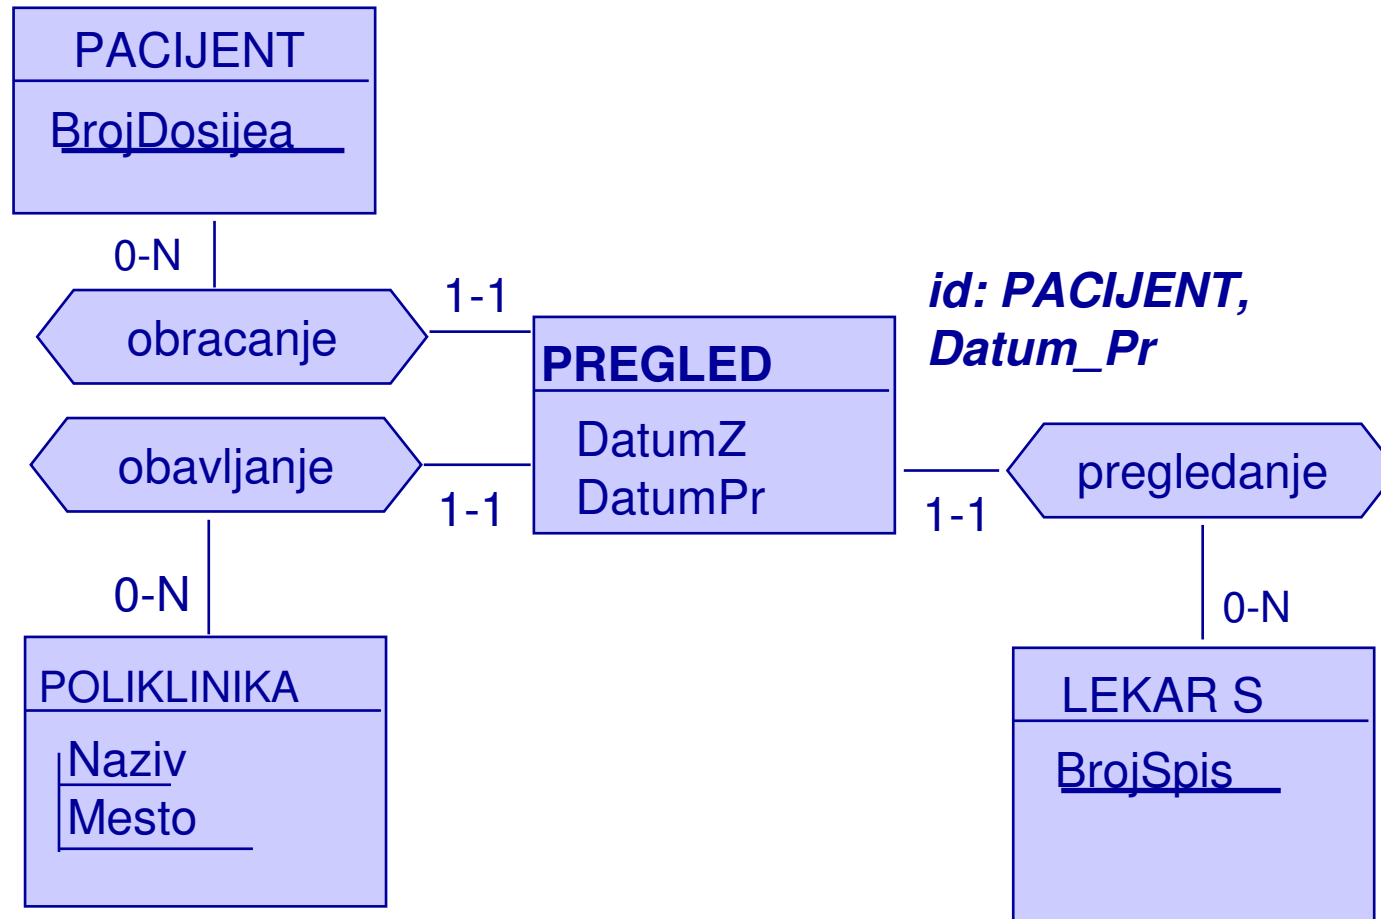 PACIJENT
BrojDosijea
0-N
obracanje
1-1
PREGLED
DatumZ
DatumPr
id: PACIJENT,
Datum_Pr
obavljanje
1-1
pregledanje
1-1
0-N
0-N
POLIKLINIKA
Naziv
Mesto
LEKAR S
BrojSpis